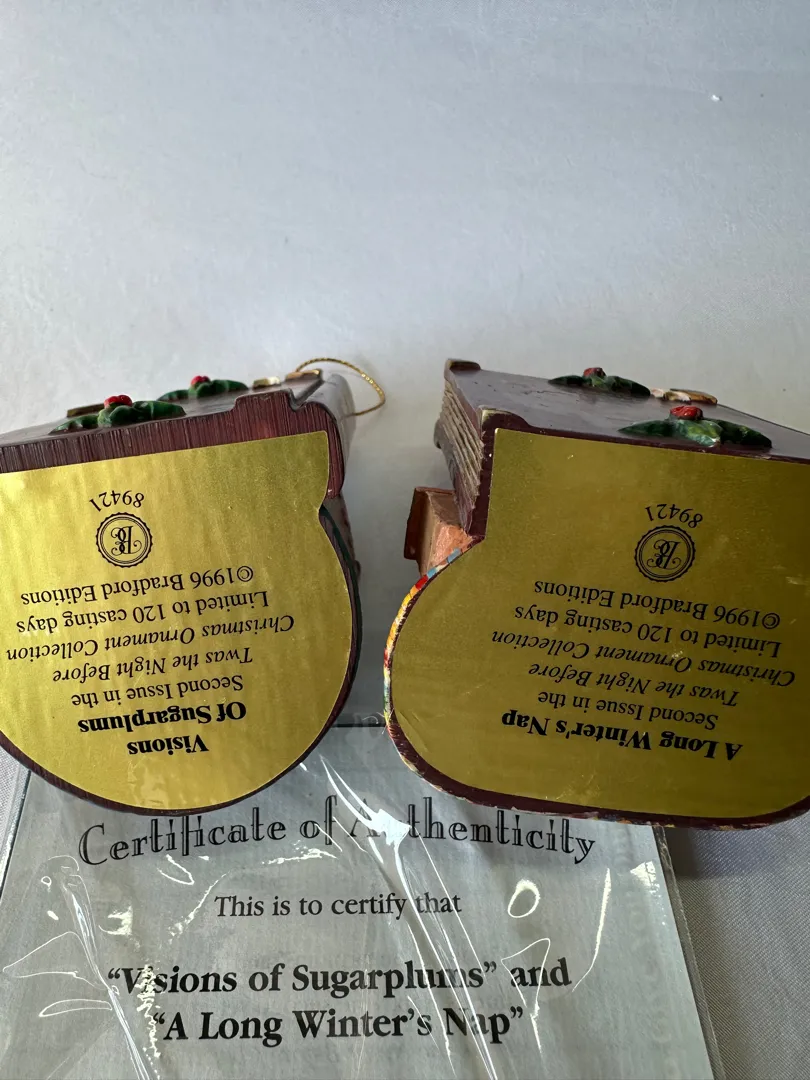 Visions
Of Sugarplums
Second Issue in the
Twas the Night Before
Christmas Ornament Collection
Limited to 120 casting days
©1996 Bradford Editions
89421
A Long Winter's Nap
Second Issue in the
Twas the Night Before
Christmas Ornament Collection
Limited to 120 casting days
©1996 Bradford Editions
89421
Certificate of Authenticity
This is to certify that
“Visions of Sugarplums” and
“A Long Winter’s Nap”